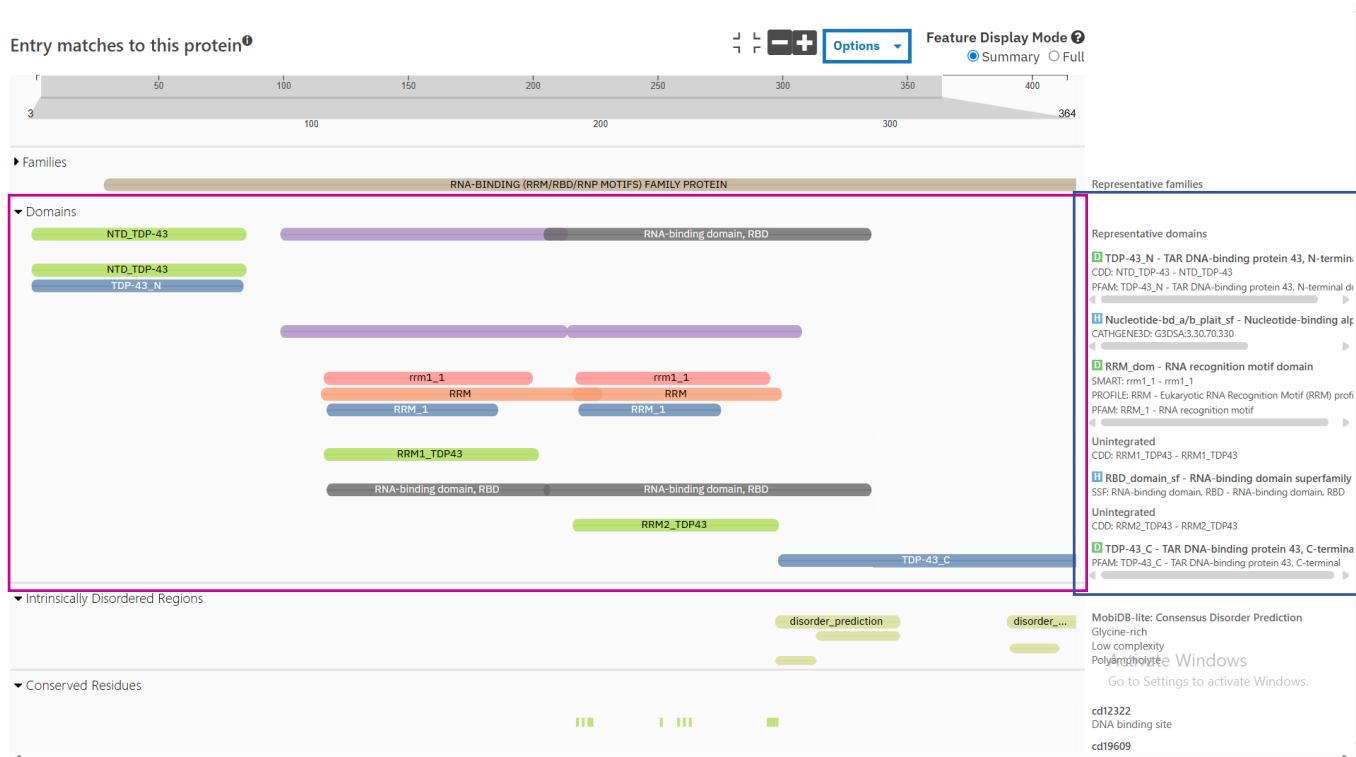 Entry matches to this protein
Options
Feature Display Mode
Summary Full
50 100 150 200 250 300 350 400
3 364
100 200 300
Families
RNA-BINDING (RRM/RBD/RNP MOTIFS) FAMILY PROTEIN
Representative families
Domains
NTD_TDP-43
RNA-binding domain, RBD
Representative domains
NTD_TDP-43
TDP-43_N
D TDP-43_N - TAR DNA-binding protein 43, N-termina
CDD: NTD_TDP-43 - NTD_TDP-43
PFAM: TDP-43_N - TAR DNA-binding protein 43, N-terminal do
H Nucleotide-bd_a/b_plait_sf - Nucleotide-binding alp
CATHGENE3D: G3DSA:3.30.70.330
rrm1_1 rrm1_1
RRM RRM
RRM_1 RRM_1
D RRM_dom - RNA recognition motif domain
SMART: rrm1_1 - rrm1_1
PROFILE: RRM - Eukaryotic RNA Recognition Motif (RRM) profi
PFAM: RRM_1 - RNA recognition motif
RRM1_TDP43
Unintegrated
CDD: RRM1_TDP43 - RRM1_TDP43
RNA-binding domain, RBD RNA-binding domain, RBD
H RBD_domain_sf - RNA-binding domain superfamily
SSF: RNA-binding domain, RBD - RNA-binding domain, RBD
RRM2_TDP43
Unintegrated
CDD: RRM2_TDP43 - RRM2_TDP43
TDP-43_C
D TDP-43_C - TAR DNA-binding protein 43, C-termina
PFAM: TDP-43_C - TAR DNA-binding protein 43, C-terminal
Intrinsically Disordered Regions
disorder_prediction disorder_...
MobiDB-lite: Consensus Disorder Prediction
Glycine-rich
Low complexity
Polyampholyte
Activate Windows
Go to Settings to activate Windows.
Conserved Residues
cd12322
DNA binding site
cd19609